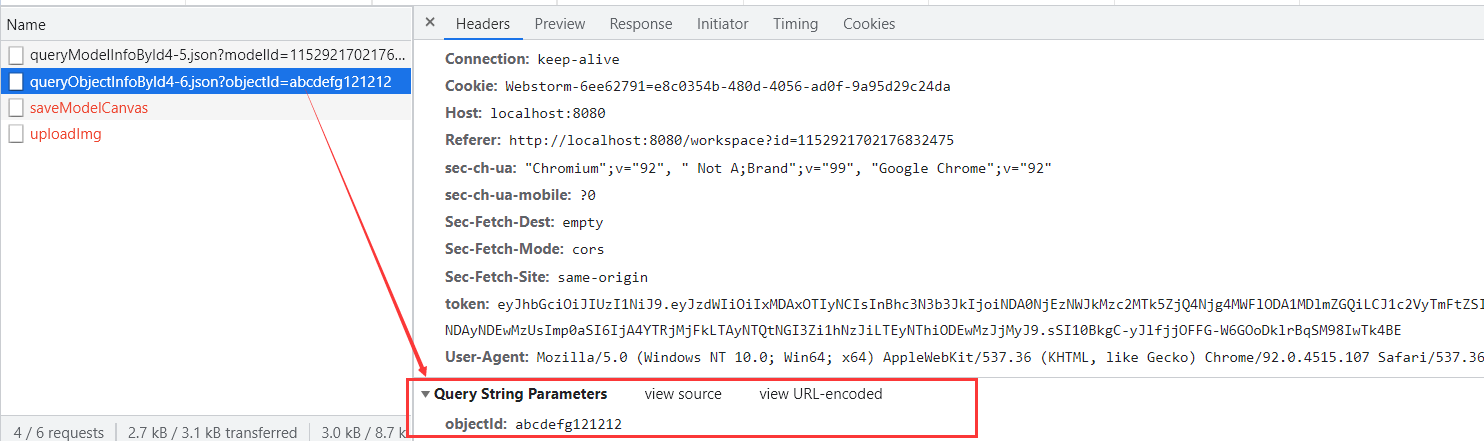 Name
queryModelInfoById4-5.json?modelId=1152921702176...
queryObjectInfoById4-6.json?objectId=abcdefg121212
saveModelCanvas
uploadImg
4 / 6 requests 2.7 kB / 3.1 kB transferred 3.0 kB / 8.7 k
Headers Preview Response Initiator Timing Cookies
Connection: keep-alive
Cookie: Webstorm-6ee62791=e8c0354b-480d-4056-ad0f-9a95d29c24da
Host: localhost:8080
Referer: http://localhost:8080/workspace?id=1152921702176832475
sec-ch-ua: "Chromium";v="92", " Not A;Brand";v="99", "Google Chrome";v="92"
sec-ch-ua-mobile: ?0
Sec-Fetch-Dest: empty
Sec-Fetch-Mode: cors
Sec-Fetch-Site: same-origin
token: eyJhbGciOiJIUzI1NiJ9.eyJzdWIiOiIxMDAxOTIyNCIsInBhc3N3b3JkIjoiNDA0NjEzNWJkMzc2MTk5ZjQ4Njg4MWFlODA1MDlmZGQiLCJ1c2VyTmFtZSI
NDAyNDEwMzUsImp0aSI6IjA4YTRjMjFkLTAyNTQtNGI3Zi1hNzJiLTEyNThiODEwMzJjMyJ9.sSI10BkgC-yJlfjjOFFG-W6GOoDklrBqSM98IwTk4BE
User-Agent: Mozilla/5.0 (Windows NT 10.0; Win64; x64) AppleWebKit/537.36 (KHTML, like Gecko) Chrome/92.0.4515.107 Safari/537.36
Query String Parameters view source view URL-encoded
objectId: abcdefg121212